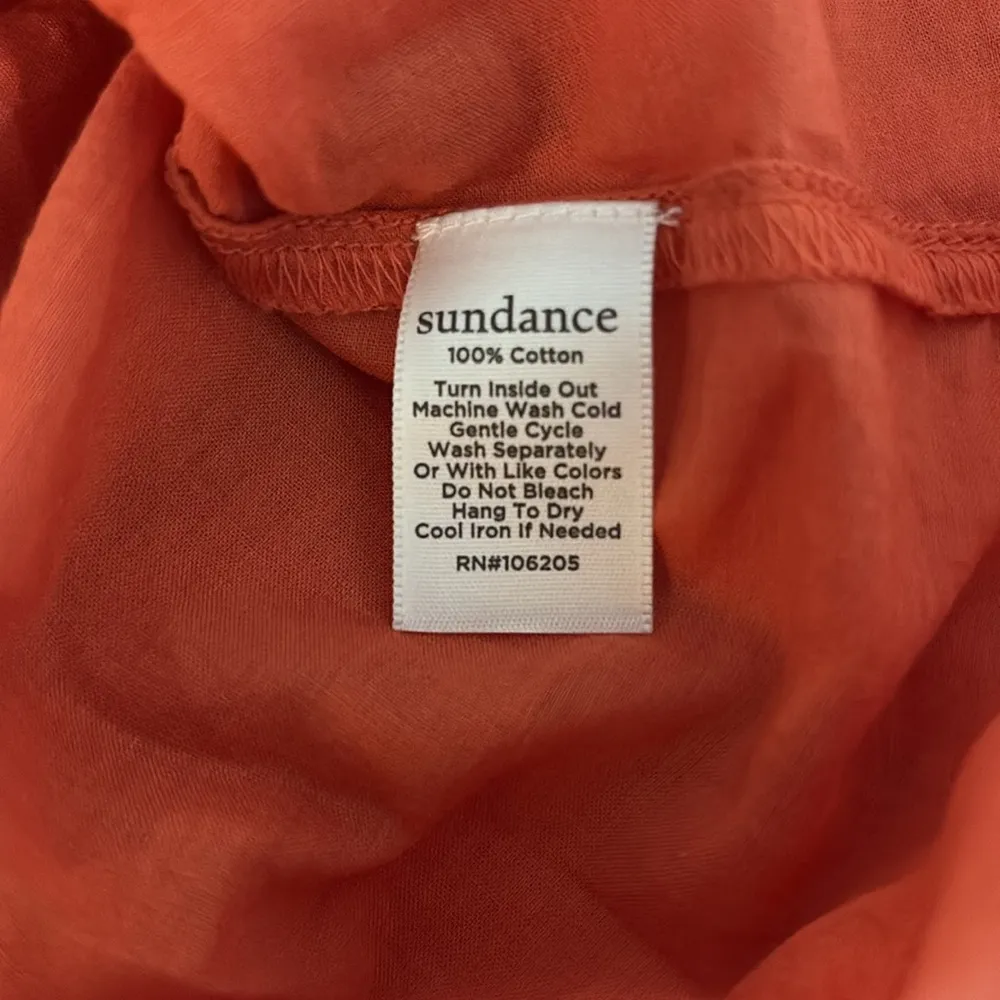 sundance
100% Cotton
Turn Inside Out
Machine Wash Cold
Gentle Cycle
Wash Separately
Or With Like Colors
Do Not Bleach
Hang To Dry
Cool Iron If Needed
RN#106205